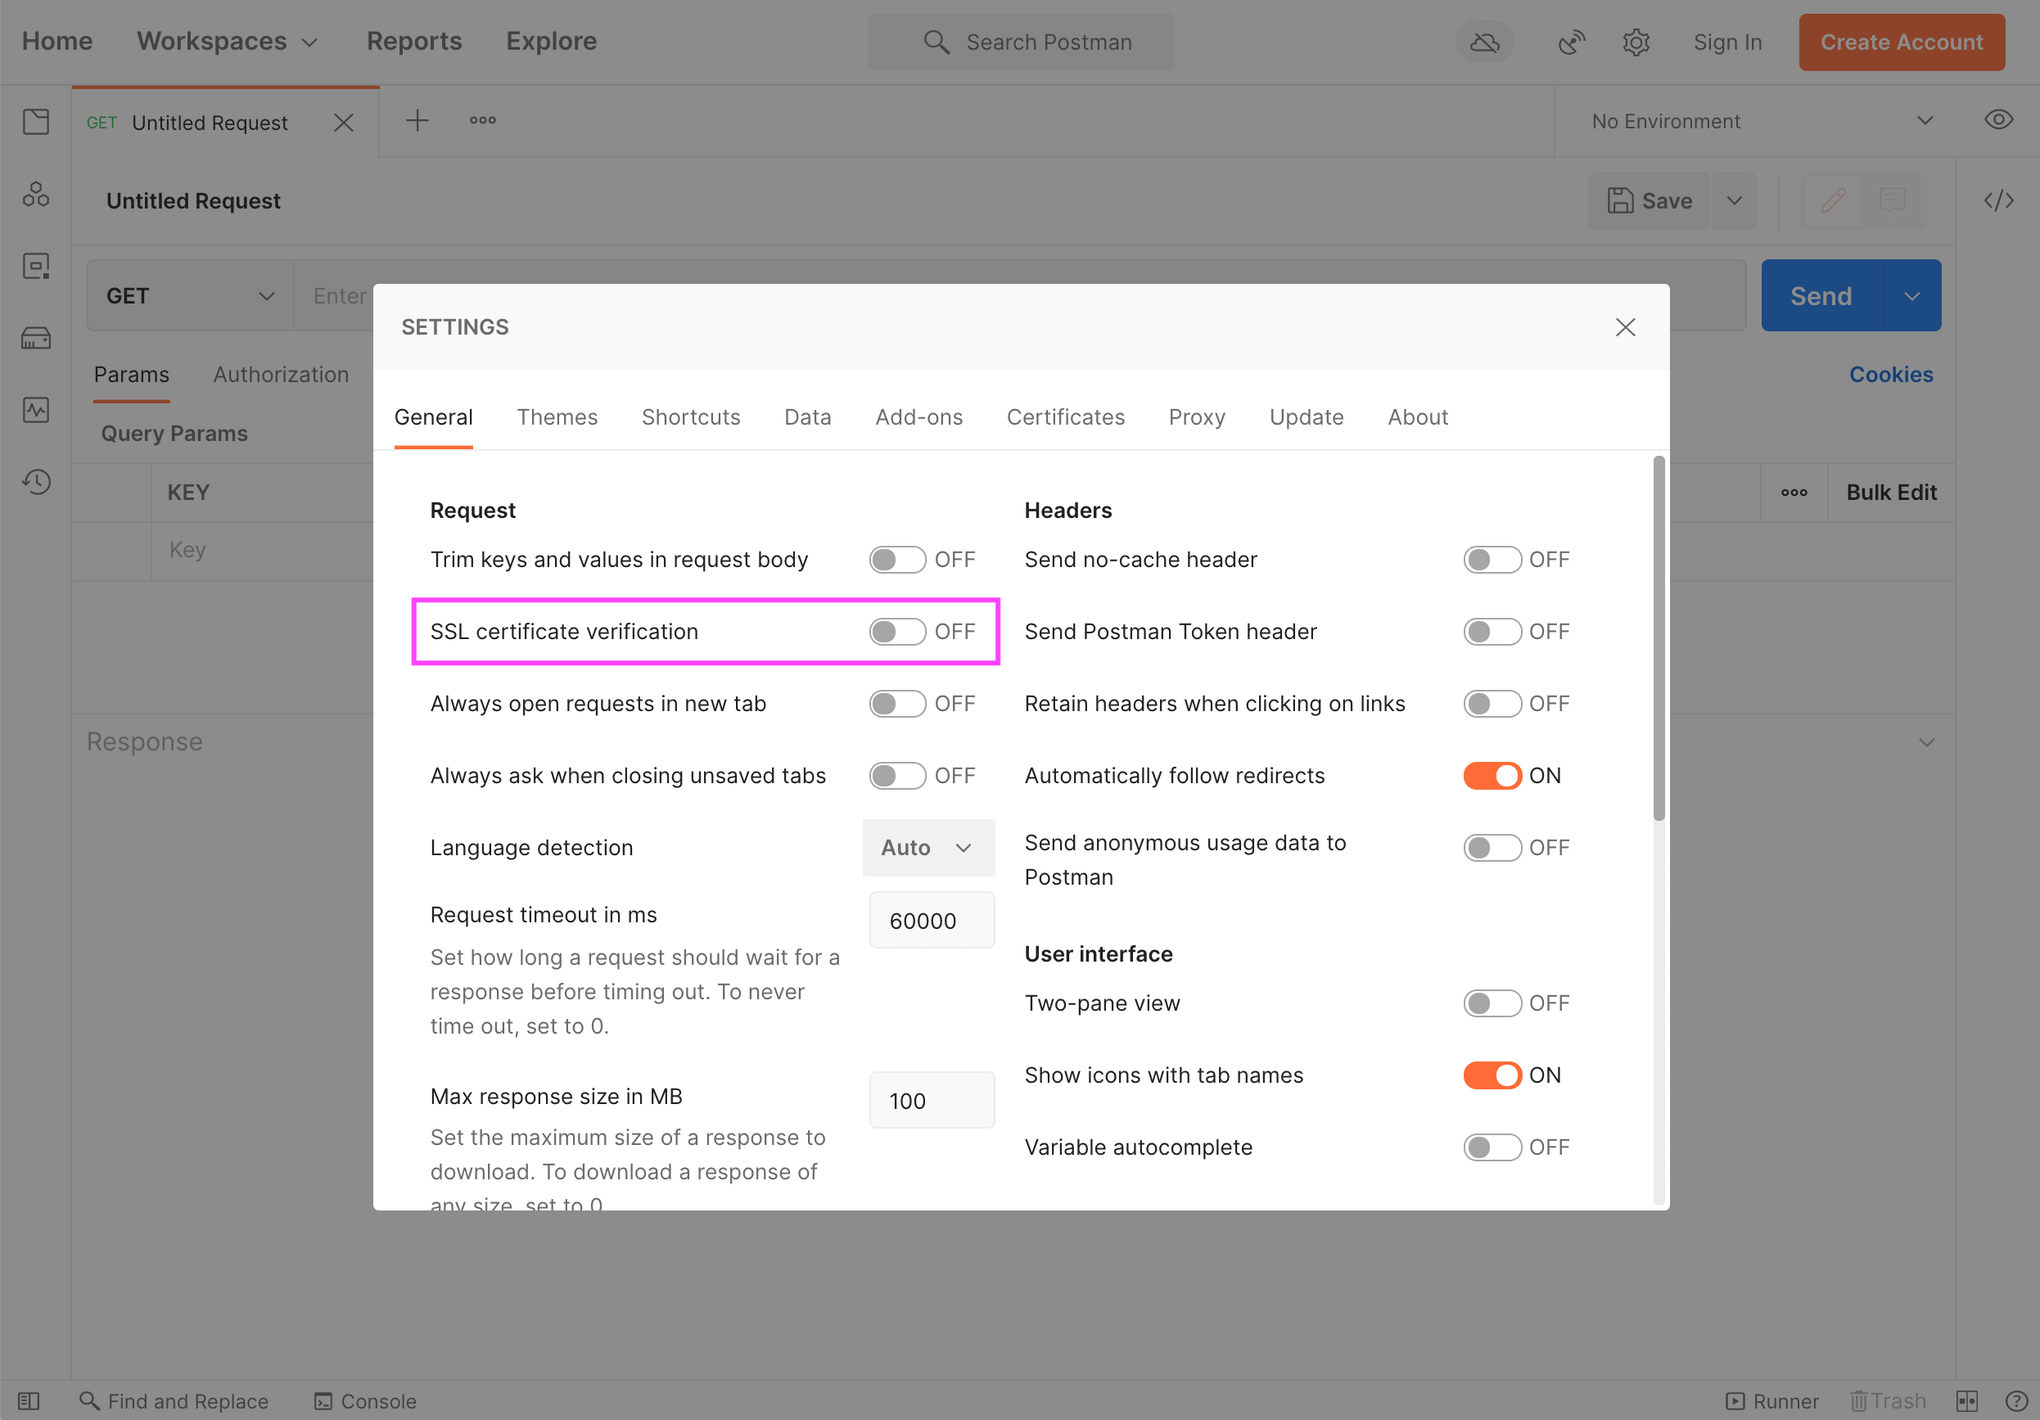 Home Workspaces Reports Explore Search Postman Sign In Create Account
GET Untitled Request No Environment
Untitled Request Save
GET Enter Send
Params Authorization Cookies
Query Params
KEY Bulk Edit
Key
Response
SETTINGS
General Themes Shortcuts Data Add-ons Certificates Proxy Update About
Request
Trim keys and values in request body OFF
SSL certificate verification OFF
Always open requests in new tab OFF
Always ask when closing unsaved tabs OFF
Language detection Auto
Request timeout in ms 60000
Set how long a request should wait for a
response before timing out. To never
time out, set to 0.
Max response size in MB 100
Set the maximum size of a response to
download. To download a response of
any size, set to 0
Headers
Send no-cache header OFF
Send Postman Token header OFF
Retain headers when clicking on links OFF
Automatically follow redirects ON
Send anonymous usage data to
Postman OFF
User interface
Two-pane view OFF
Show icons with tab names ON
Variable autocomplete OFF
Find and Replace Console Runner Trash